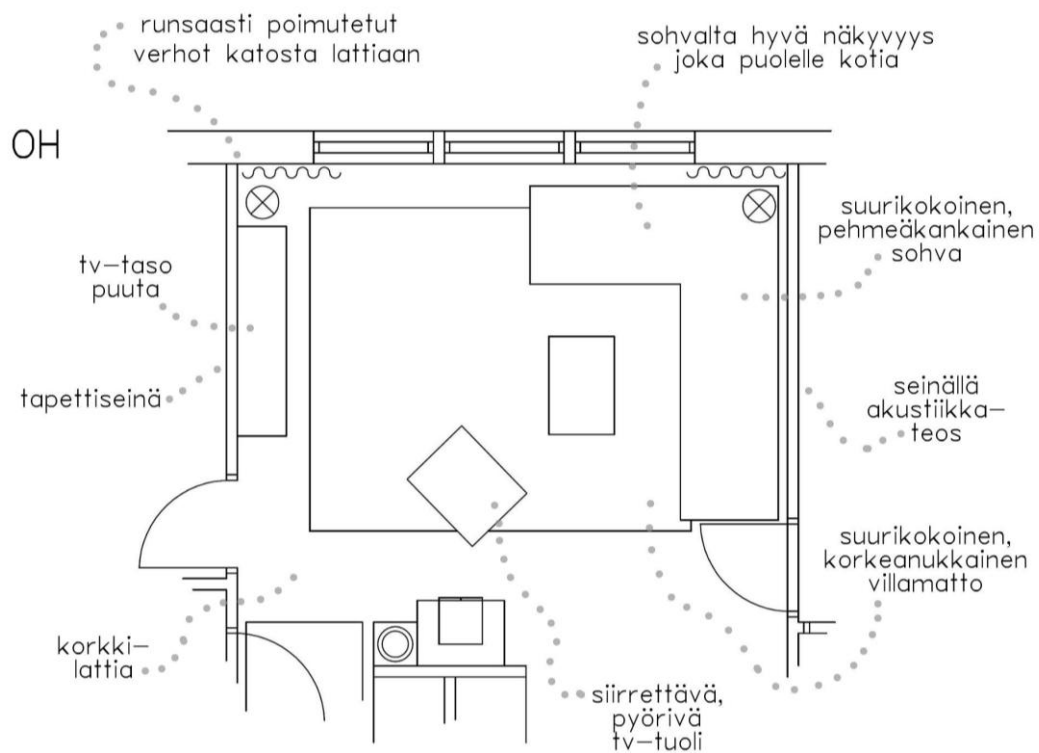 runsaasti poimutetut
verhot katosta lattiaan
sohvalta hyvä näkyvyys
joka puolelle kotia
OH
suurikokoinen,
pehmeäkankainen
sohva
tv-taso
puuta
tapettiseinä
seinällä
akustiikka-
teos
suurikokoinen,
korkeanukkainen
villamatto
korkki-
lattia
siirrettävä,
pyörivä
tv-tuoli